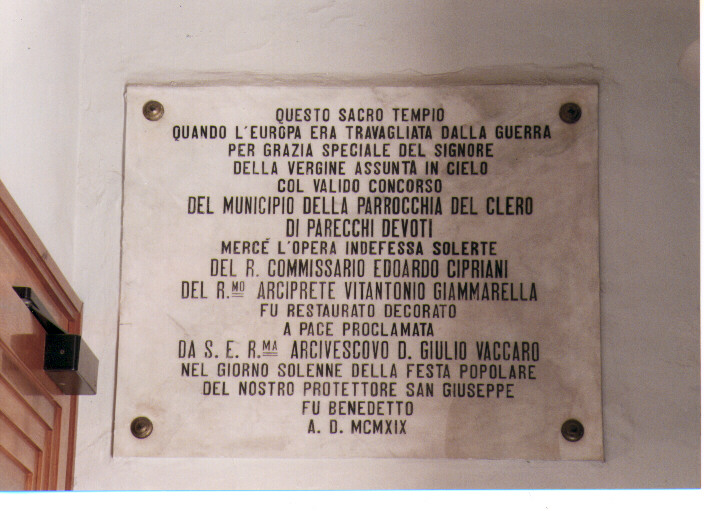 QUESTO SACRO TEMPIO
QUANDO L'EUROPA ERA TRAVAGLIATA DALLA GUERRA
PER GRAZIA SPECIALE DEL SIGNORE
DELLA VERGINE ASSUNTA IN CIELO
COL VALIDO CONCORSO
DEL MUNICIPIO DELLA PARROCCHIA DEL CLERO
DI PARECCHI DEVOTI
MERCÉ L'OPERA INDEFESSA SOLERTE
DEL R. COMMISSARIO EDOARDO CIPRIANI
DEL R.MO ARCIPRETE VITANTONIO GIAMMARELLA
FU RESTAURATO DECORATO
A PACE PROCLAMATA
DA S. E. R.MA ARCIVESCOVO D. GIULIO VACCARO
NEL GIORNO SOLENNE DELLA FESTA POPOLARE
DEL NOSTRO PROTETTORE SAN GIUSEPPE
FU BENEDETTO
A. D. MCMXIX